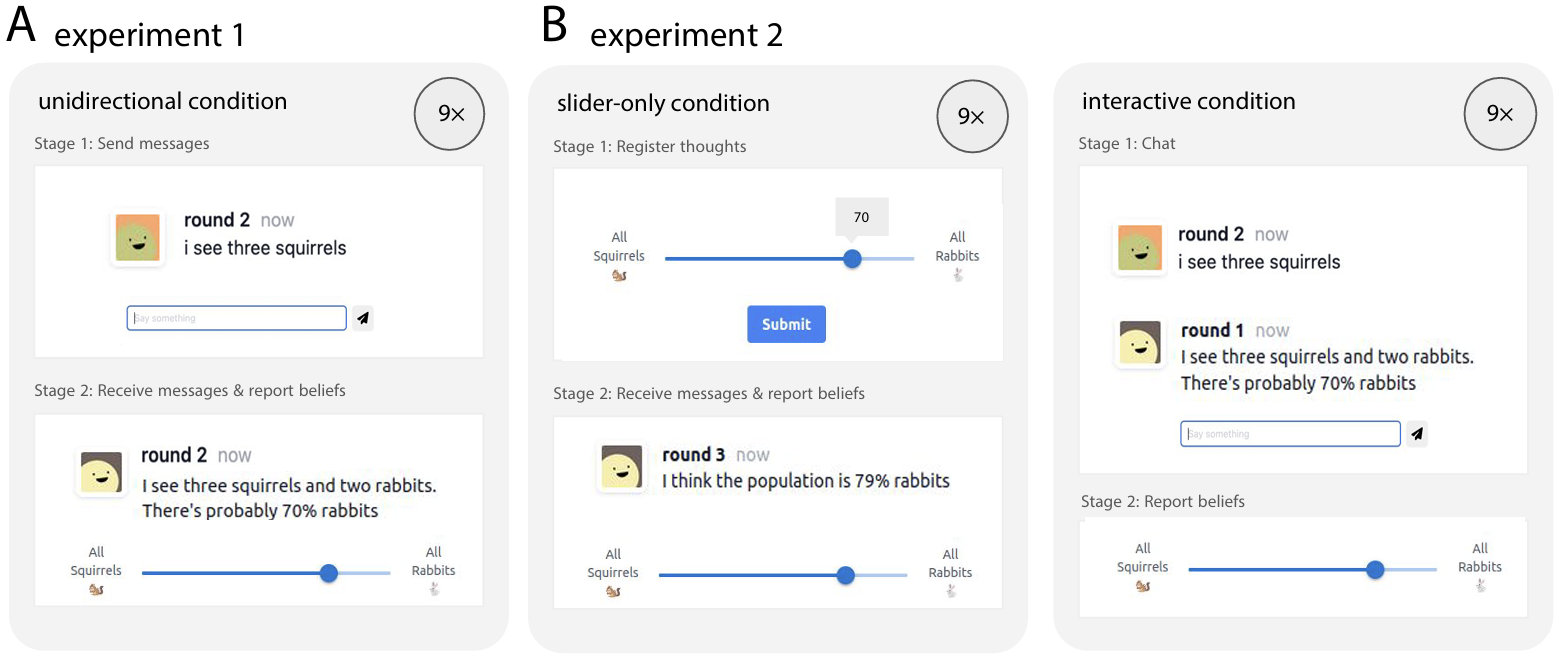 A experiment 1
B experiment 2
unidirectional condition
9×
Stage 1: Send messages
round 2 now
i see three squirrels
Say something
Stage 2: Receive messages & report beliefs
round 2 now
I see three squirrels and two rabbits.
There's probably 70% rabbits
All
Squirrels
All
Rabbits
slider-only condition
9×
Stage 1: Register thoughts
70
All
Squirrels
All
Rabbits
Submit
Stage 2: Receive messages & report beliefs
round 3 now
I think the population is 79% rabbits
All
Squirrels
All
Rabbits
interactive condition
9×
Stage 1: Chat
round 2 now
i see three squirrels
round 1 now
I see three squirrels and two rabbits.
There's probably 70% rabbits
Say something
Stage 2: Report beliefs
All
Squirrels
All
Rabbits